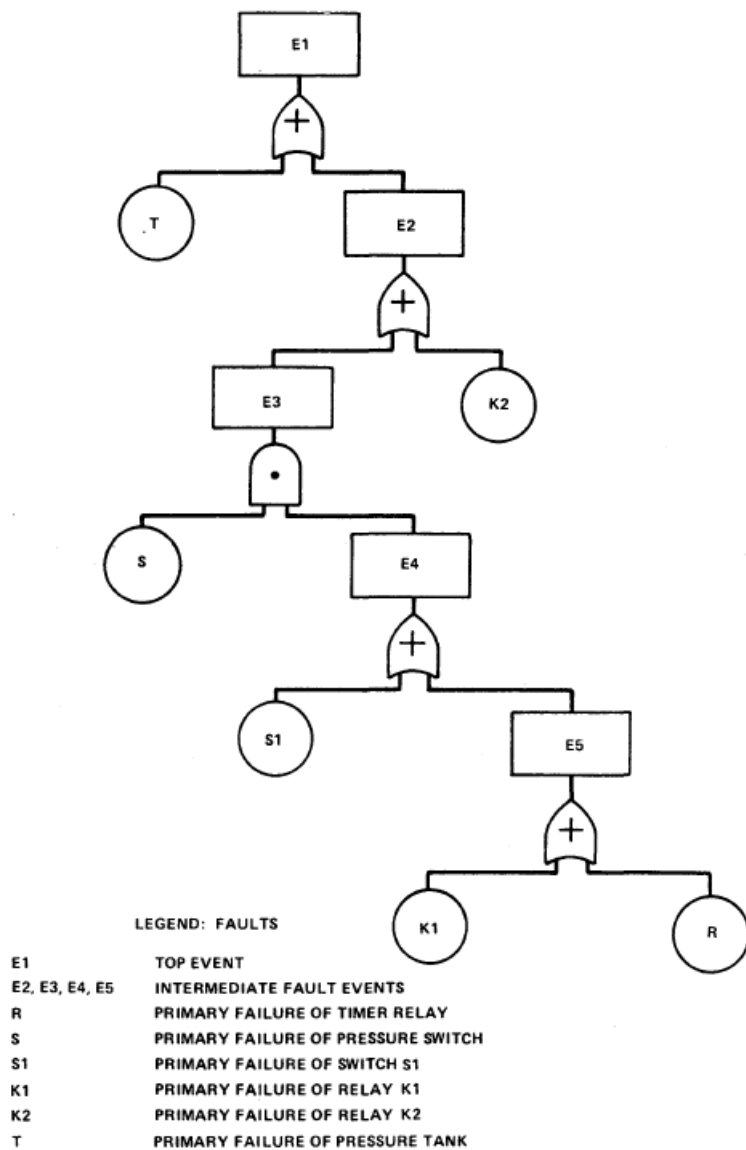 E1
+
T
E2
+
E3
K2
S
E4
+
S1
E5
+
K1
R
LEGEND: FAULTS
E1 TOP EVENT
E2, E3, E4, E5 INTERMEDIATE FAULT EVENTS
R PRIMARY FAILURE OF TIMER RELAY
S PRIMARY FAILURE OF PRESSURE SWITCH
S1 PRIMARY FAILURE OF SWITCH S1
K1 PRIMARY FAILURE OF RELAY K1
K2 PRIMARY FAILURE OF RELAY K2
T PRIMARY FAILURE OF PRESSURE TANK